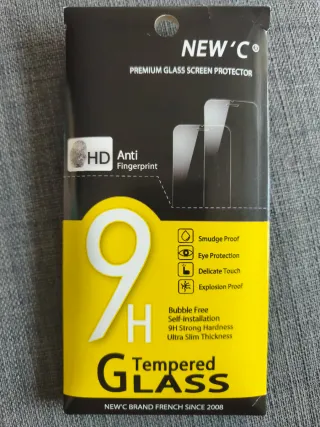 NEW'C®
PREMIUM GLASS SCREEN PROTECTOR
HD Anti
Fingerprint
Smudge Proof
Eye Protection
Delicate Touch
Explosion Proof
9H
Bubble Free
Self-Installation
9H Strong Hardness
Ultra Slim Thickness
Tempered
GLASS
NEW'C BRAND FRENCH SINCE 2008